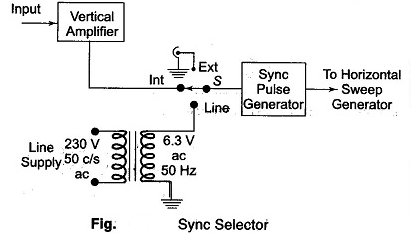 Input
Vertical
Amplifier
Ext
Int
S
Line
Sync
Pulse
Generator
To Horizontal
Sweep
Generator
Line
Supply
230 V
50 c/s
ac
6.3 V
ac
50 Hz
Fig.
Sync Selector